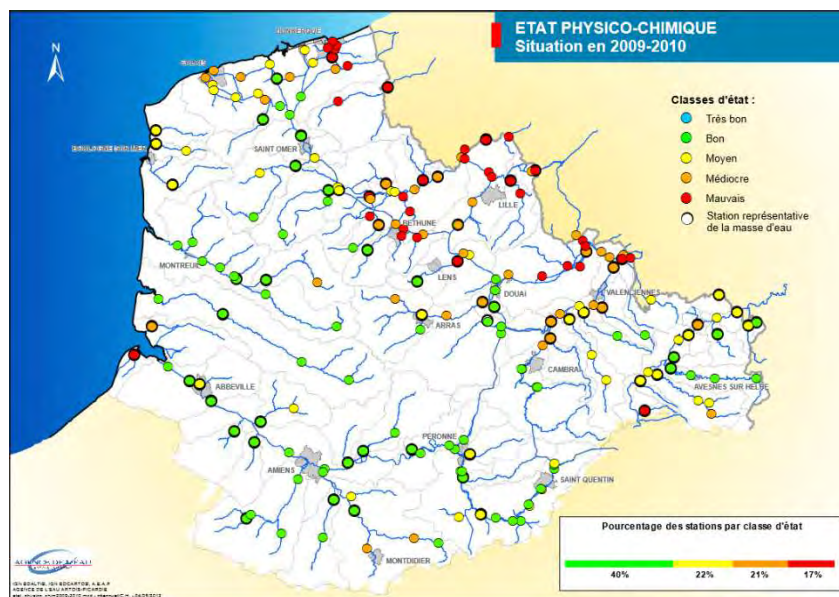 ETAT PHYSICO-CHIMIQUE
Situation en 2009-2010
N
DUNKERQUE
CALAIS
BOULOGNE-SUR-MER
SAINT OMER
LILLE
BETHUNE
MONTREUIL
LENS
DOUAI
VALENCIENNES
ARRAS
CAMBRAI
AVESNES SUR HELPE
ABBEVILLE
PERONNE
AMIENS
SAINT QUENTIN
MONTDIDIER
Classes d'état :
Très bon
Bon
Moyen
Médiocre
Mauvais
Station représentative
de la masse d'eau
Pourcentage des stations par classe d'état
40% 22% 21% 17%
AGENCE DE L'EAU
AGENCE DE L'EAU ARTOIS-PICARDIE